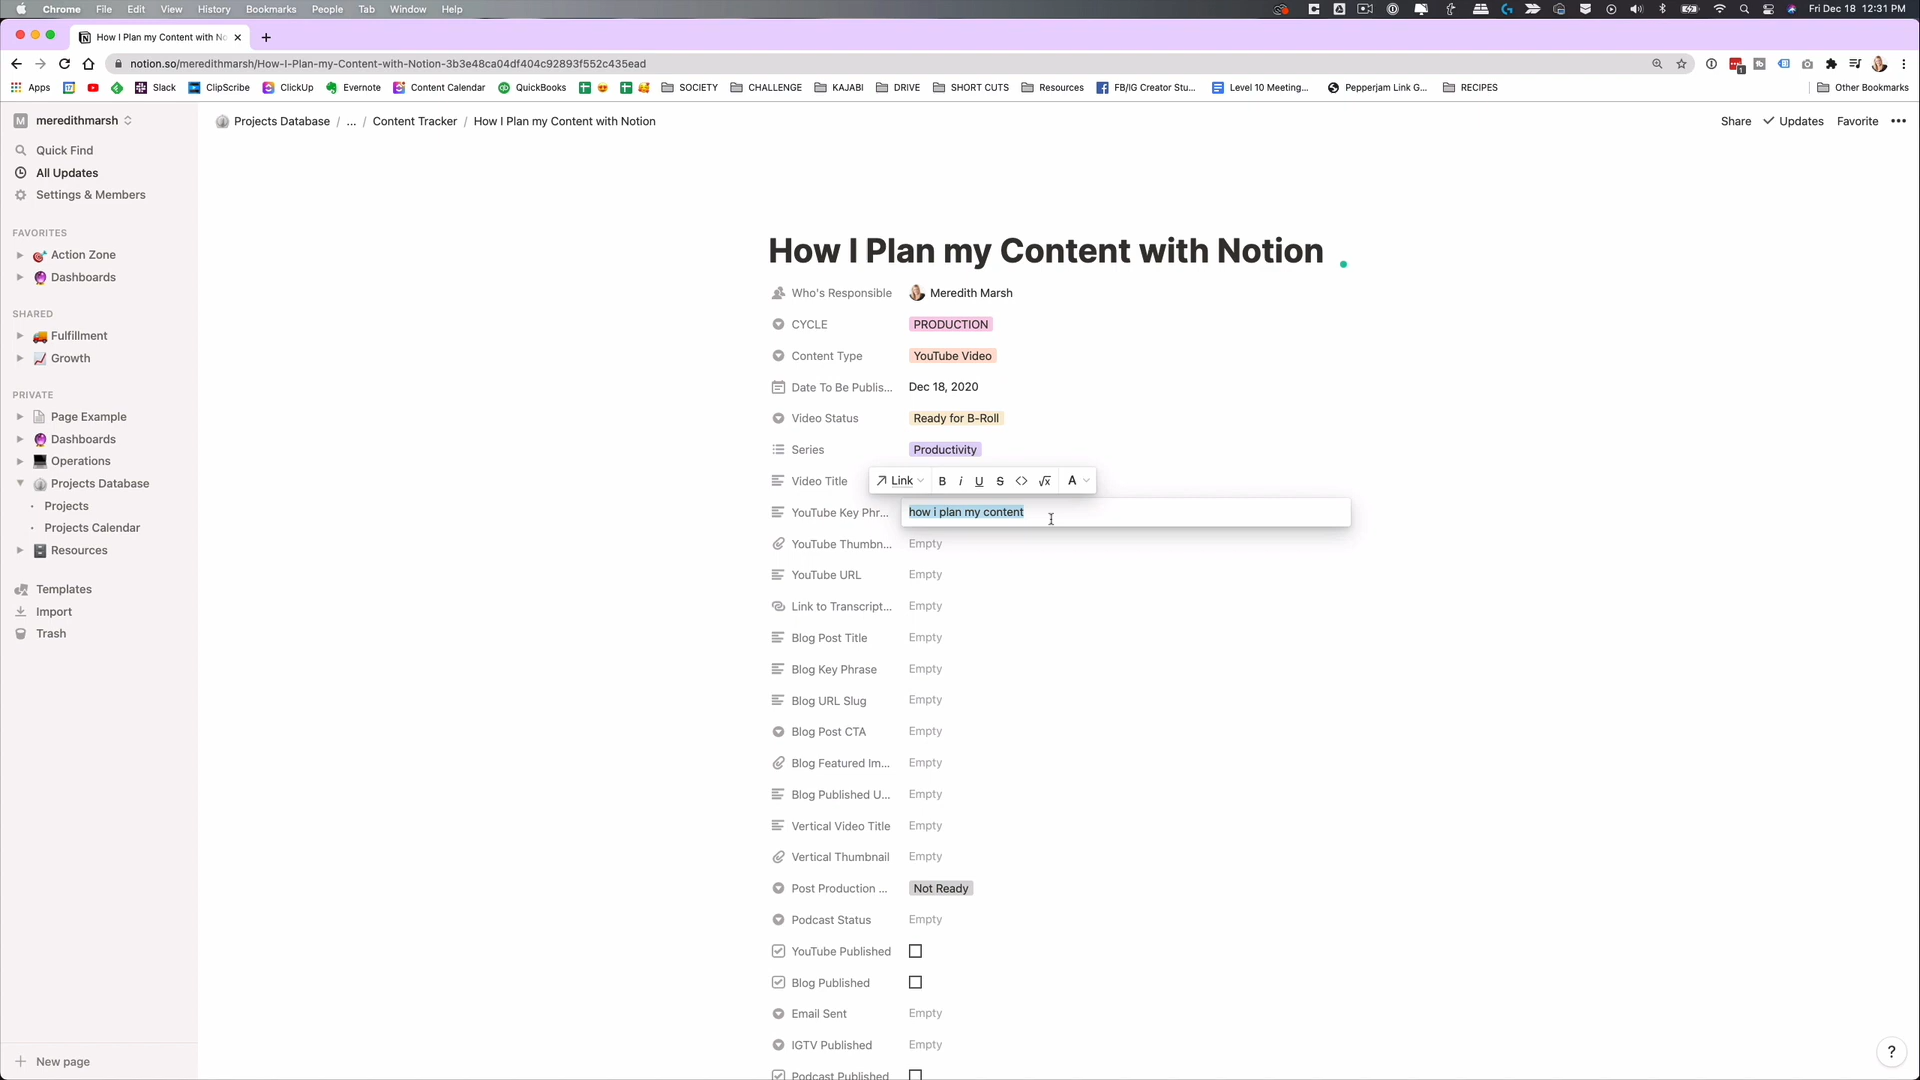 Chrome File Edit View History Bookmarks People Tab Window Help Fri Dec 18 12:31 PM
How I Plan my Content with No
notion.so/meredithmarsh/How-I-Plan-my-Content-with-Notion-3b3e48ca04df404c92893f552c435ead
Apps Slack ClipScribe ClickUp Evernote Content Calendar QuickBooks SOCIETY CHALLENGE KAJABI DRIVE SHORT CUTS Resources FB/IG Creator Stu... Level 10 Meeting... Pepperjam Link G... RECIPES Other Bookmarks
M meredithmarsh
Projects Database / ... / Content Tracker / How I Plan my Content with Notion
Share Updates Favorite
Quick Find
All Updates
Settings & Members
FAVORITES
Action Zone
Dashboards
SHARED
Fulfillment
Growth
PRIVATE
Page Example
Dashboards
Operations
Projects Database
Projects
Projects Calendar
Resources
Templates
Import
Trash
New page
How I Plan my Content with Notion
Who's Responsible Meredith Marsh
CYCLE PRODUCTION
Content Type YouTube Video
Date To Be Publis... Dec 18, 2020
Video Status Ready for B-Roll
Series Productivity
Video Title
Link B i U S <> √x A
YouTube Key Phr... how i plan my content
YouTube Thumbn... Empty
YouTube URL Empty
Link to Transcript... Empty
Blog Post Title Empty
Blog Key Phrase Empty
Blog URL Slug Empty
Blog Post CTA Empty
Blog Featured Im... Empty
Blog Published U... Empty
Vertical Video Title Empty
Vertical Thumbnail Empty
Post Production ... Not Ready
Podcast Status Empty
YouTube Published
Blog Published
Email Sent Empty
IGTV Published Empty
Podcast Published
?